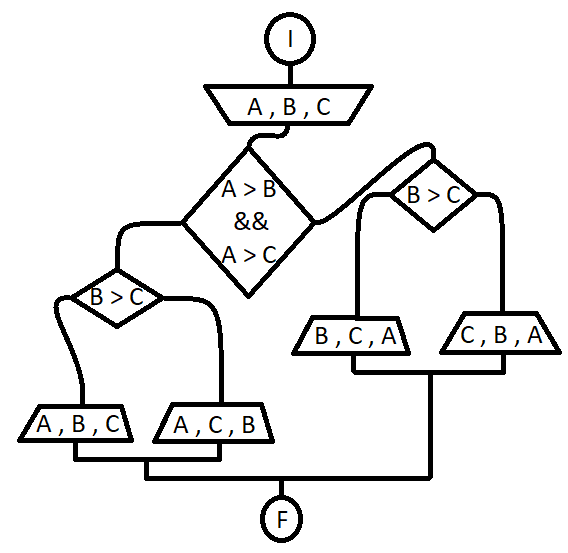 I
A , B , C
A > B
&&
A > C
B > C
B > C
B , C , A
C , B , A
A , B , C
A , C , B
F